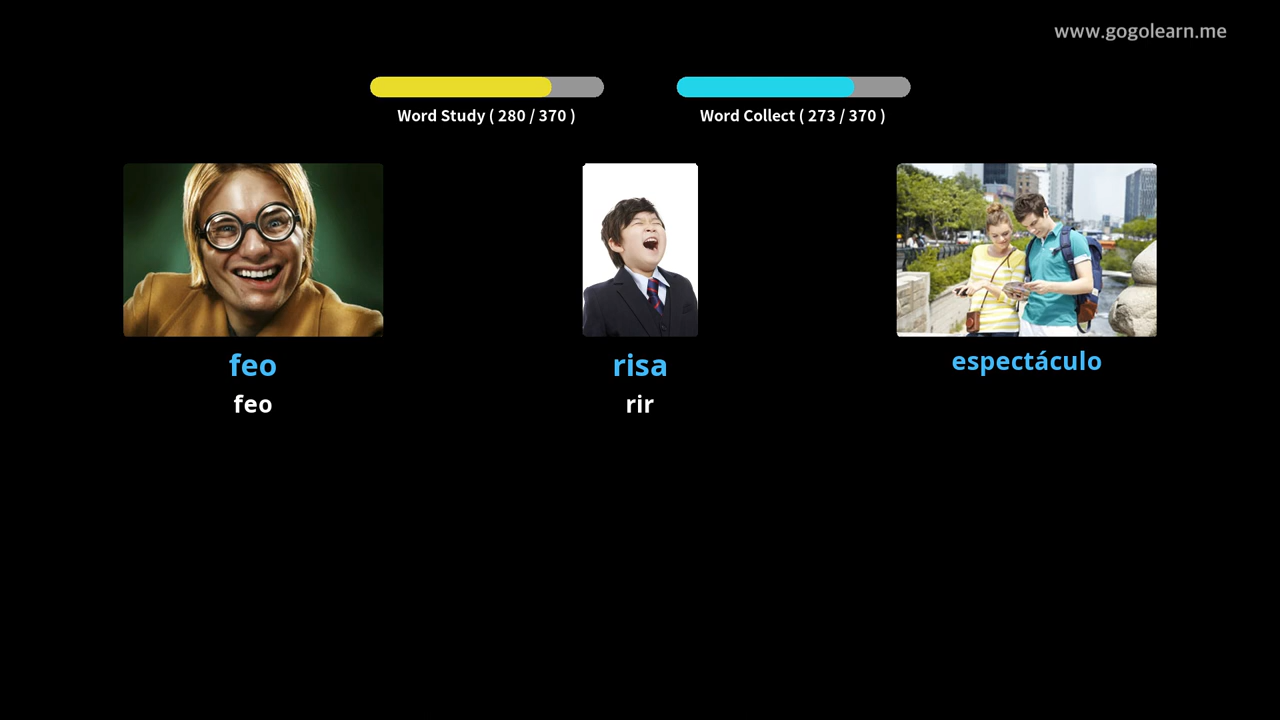 www.gogolearn.me
Word Study ( 280 / 370 )
Word Collect ( 273 / 370 )
feo
feo
risa
rir
espectáculo